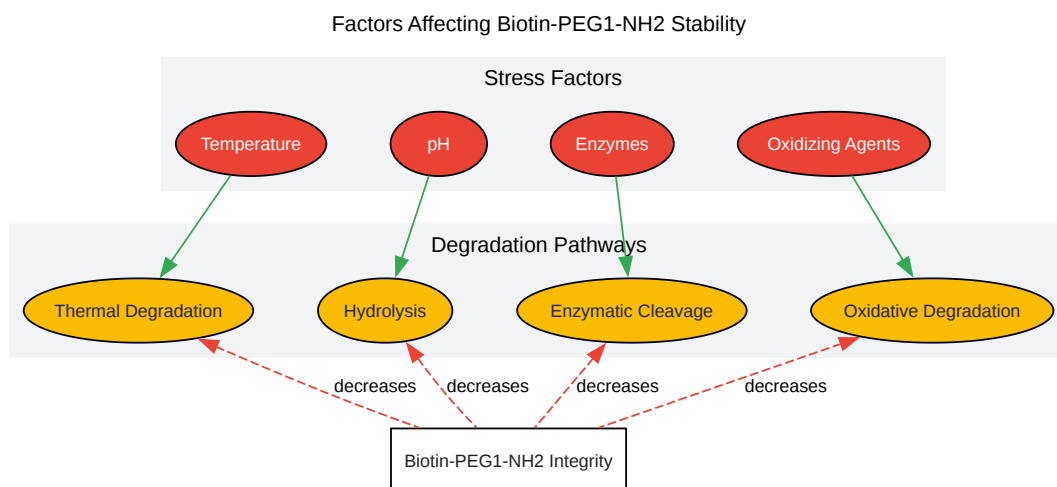 Factors Affecting Biotin-PEG1-NH2 Stability
Stress Factors
Temperature
pH
Enzymes
Oxidizing Agents
Degradation Pathways
Thermal Degradation
Hydrolysis
Enzymatic Cleavage
Oxidative Degradation
decreases
decreases
decreases
decreases
Biotin-PEG1-NH2 Integrity